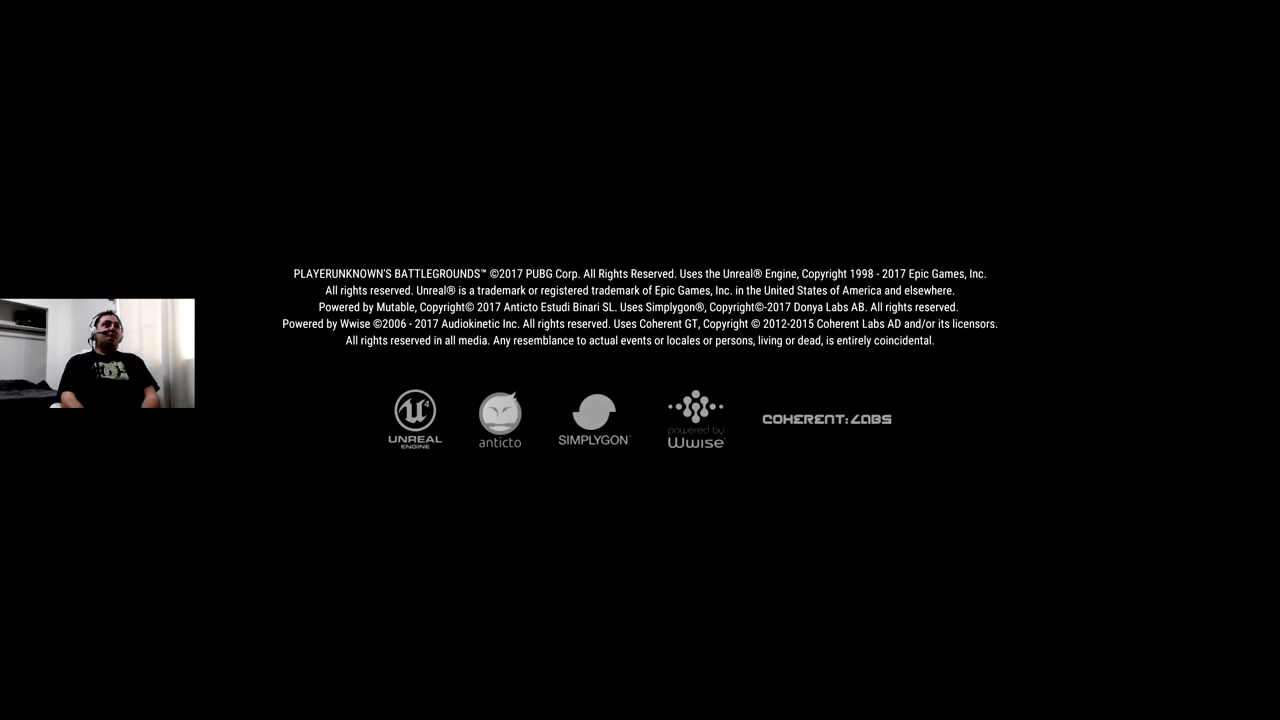 PLAYERUNKNOWN'S BATTLEGROUNDS™ ©2017 PUBG Corp. All Rights Reserved. Uses the Unreal® Engine, Copyright 1998 - 2017 Epic Games, Inc.
All rights reserved. Unreal® is a trademark or registered trademark of Epic Games, Inc. in the United States of America and elsewhere.
Powered by Mutable, Copyright© 2017 Anticto Estudi Binari SL. Uses Simplygon®, Copyright©-2017 Donya Labs AB. All rights reserved.
Powered by Wwise ©2006 - 2017 Audiokinetic Inc. All rights reserved. Uses Coherent GT, Copyright © 2012-2015 Coherent Labs AD and/or its licensors.
All rights reserved in all media. Any resemblance to actual events or locales or persons, living or dead, is entirely coincidental.
UNREAL
ENGINE
anticto
SIMPLYGON
powered by
Wwise
COHERENT:LABS